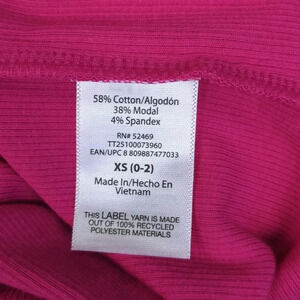 58% Cotton/Algodón
38% Modal
4% Spandex
RN# 52469
TT25100073960
EAN/UPC 8 809887477033
XS (0-2)
Made In/Hecho En
Vietnam
THIS LABEL YARN IS MADE
OUT OF 100% RECYCLED
POLYESTER MATERIALS